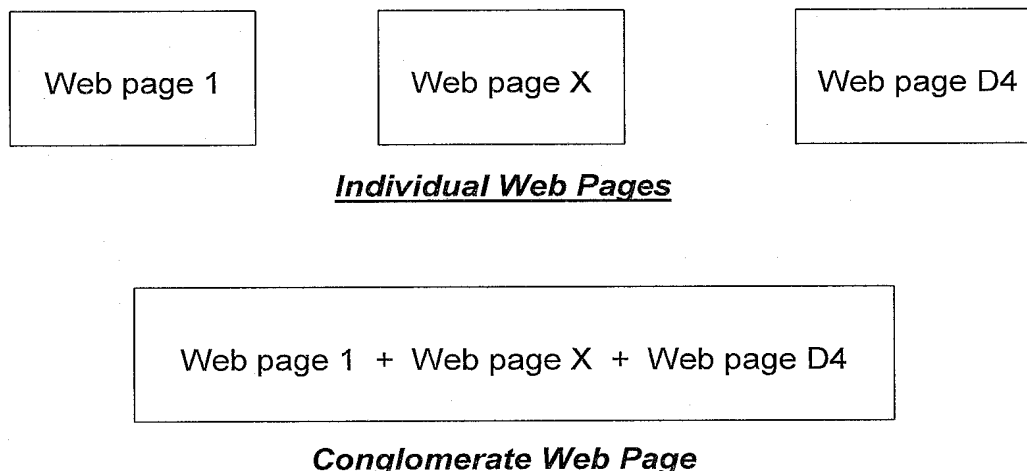 Web page 1
Web page X
Web page D4
Individual Web Pages
Web page 1 + Web page X + Web page D4
Conglomerate Web Page